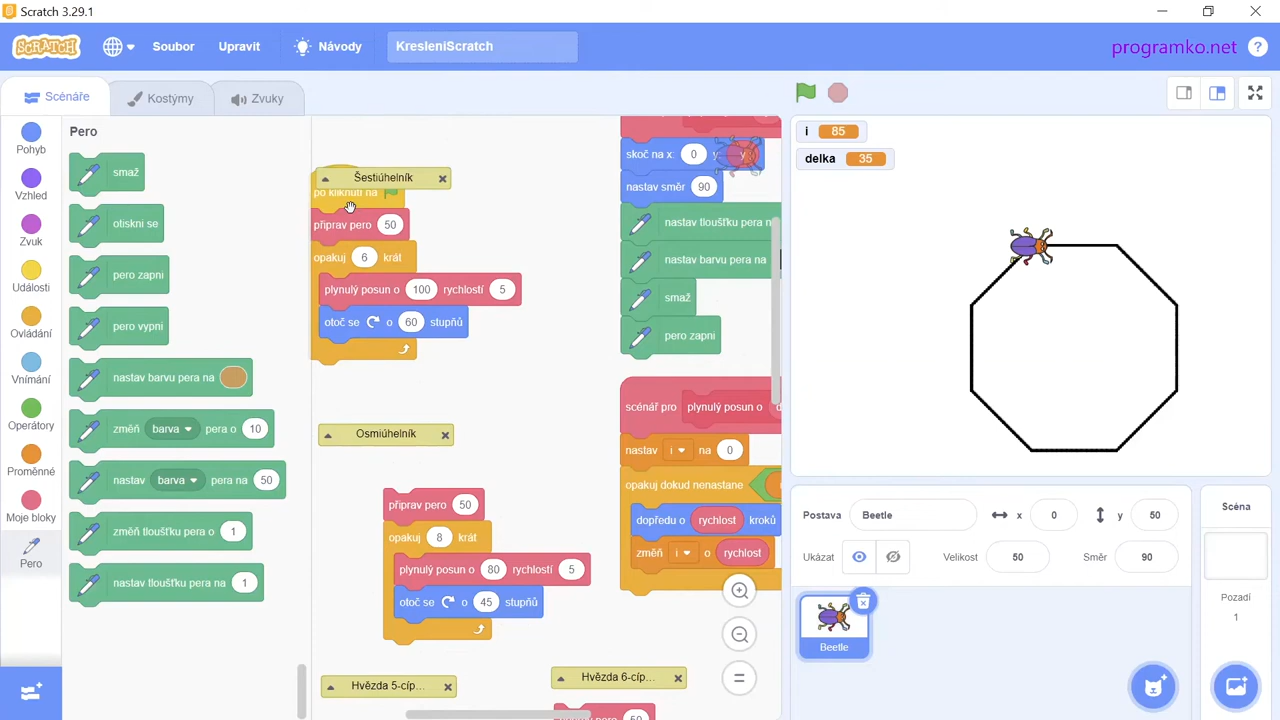 Scratch 3.29.1
SCRATCH
Soubor
Upravit
Návody
KresleniScratch
programko.net
?
Scénáře
Kostýmy
Zvuky
Pohyb
Vzhled
Zvuk
Události
Ovládání
Vnímání
Operátory
Proměnné
Moje bloky
Pero
Pero
smaž
otiskni se
pero zapni
pero vypni
nastav barvu pera na
změň barva pera o 10
nastav barva pera na 50
změň tloušťku pera o 1
nastav tloušťku pera na 1
Šestiúhelník
po kliknutí na
připrav pero 50
opakuj 6 krát
plynulý posun o 100 rychlostí 5
otoč se o 60 stupňů
Osmiúhelník
připrav pero 50
opakuj 8 krát
plynulý posun o 80 rychlostí 5
otoč se o 45 stupňů
Hvězda 5-cíp...
Hvězda 6-cíp...
50
skoč na x: 0 y: y
nastav směr 90
nastav tloušťku pera n
nastav barvu pera na
smaž
pero zapni
scénář pro plynulý posun o d
nastav i na 0
opakuj dokud nenastane
dopředu o rychlost kroků
změň i o rychlost
i 85
delka 35
Postava Beetle x 0 y 50
Ukázat Velikost 50 Směr 90
Beetle
Scéna
Pozadí
1